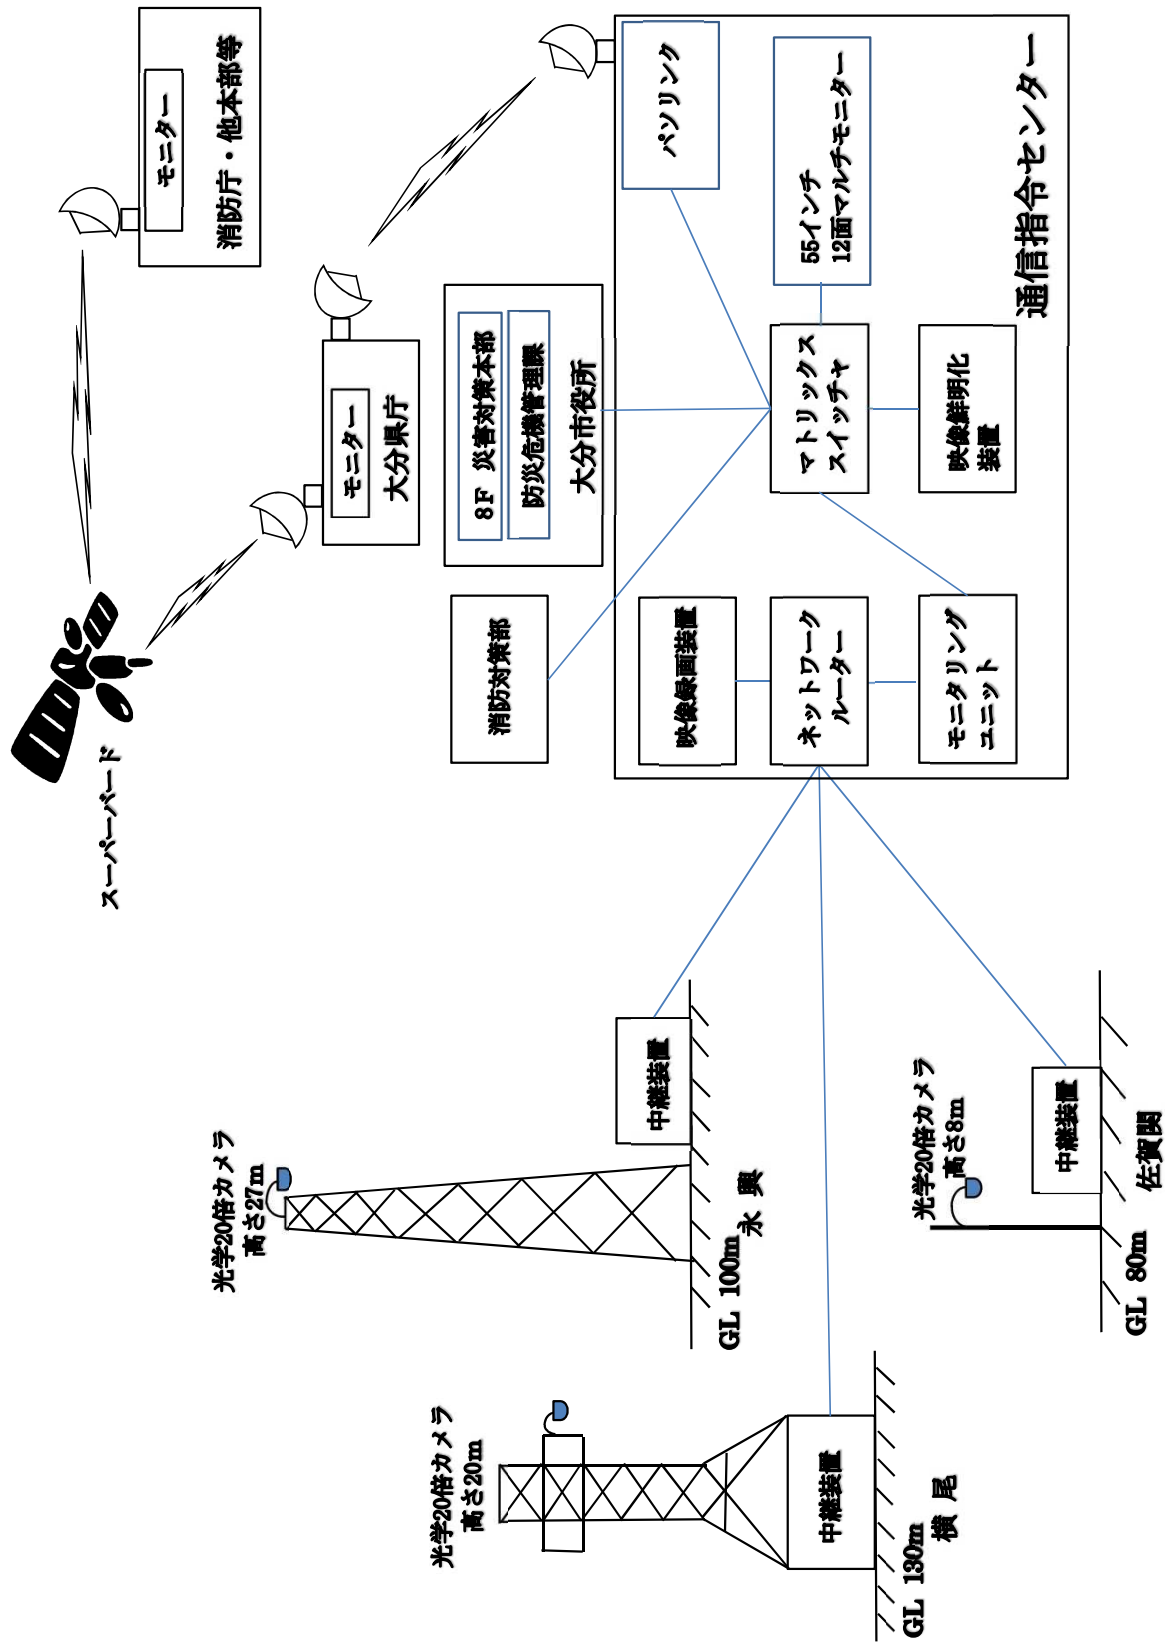 スーパーバード
モニター
消防庁・他本部等
モニター
大分県庁
8F 災害対策本部
防災危機管理課
大分市役所
消防対策部
パソリンク
55インチ
12面マルチモニター
マトリックス
スイッチャ
映像鮮明化
装置
映像録画装置
ネットワーク
ルーター
モニタリング
ユニット
通信指令センター
光学20倍カメラ
高さ20m
中継装置
GL 130m
横 尾
光学20倍カメラ
高さ27m
中継装置
GL 100m
永 興
光学20倍カメラ
高さ8m
中継装置
GL 80m
佐賀関